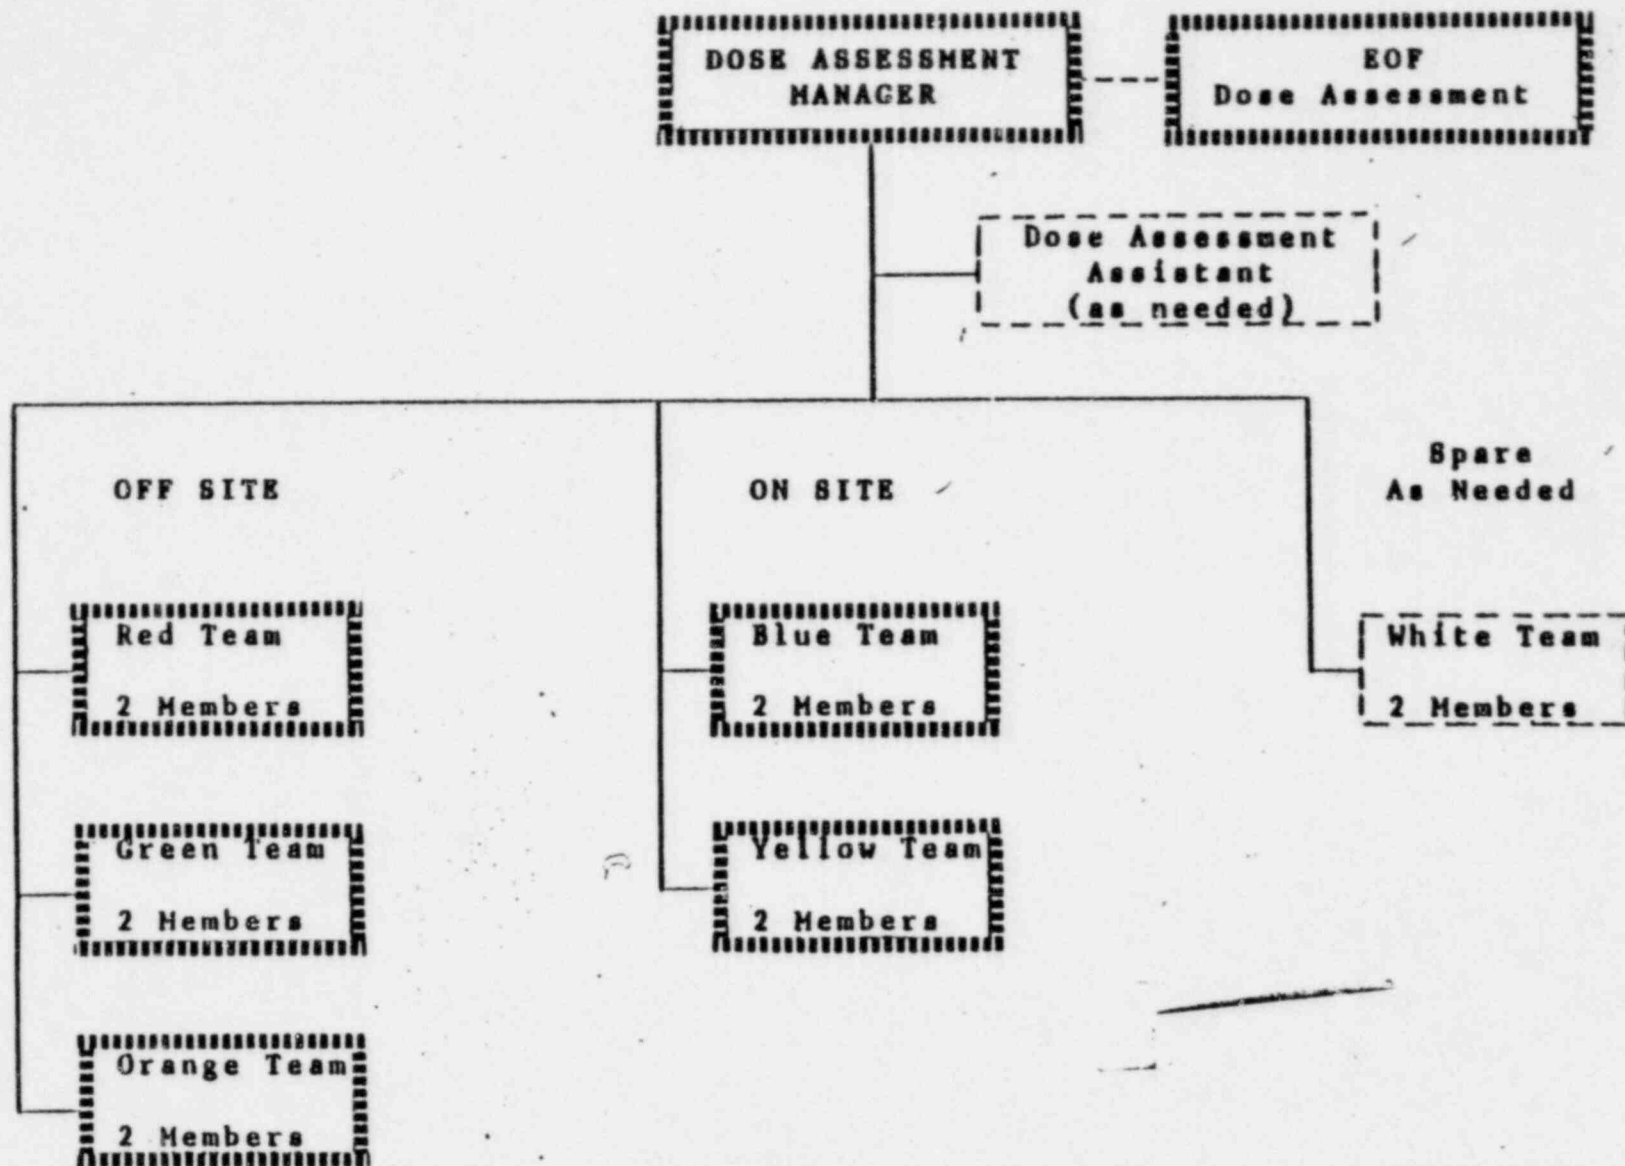 DOSE ASSESSMENT
MANAGER
EOF
Dose Assessment
Dose Assessment
Assistant
(as needed)
OFF SITE
ON SITE
Spare
As Needed
Red Team
2 Members
Blue Team
2 Members
White Team
2 Members
Green Team
2 Members
Yellow Team
2 Members
Orange Team
2 Members